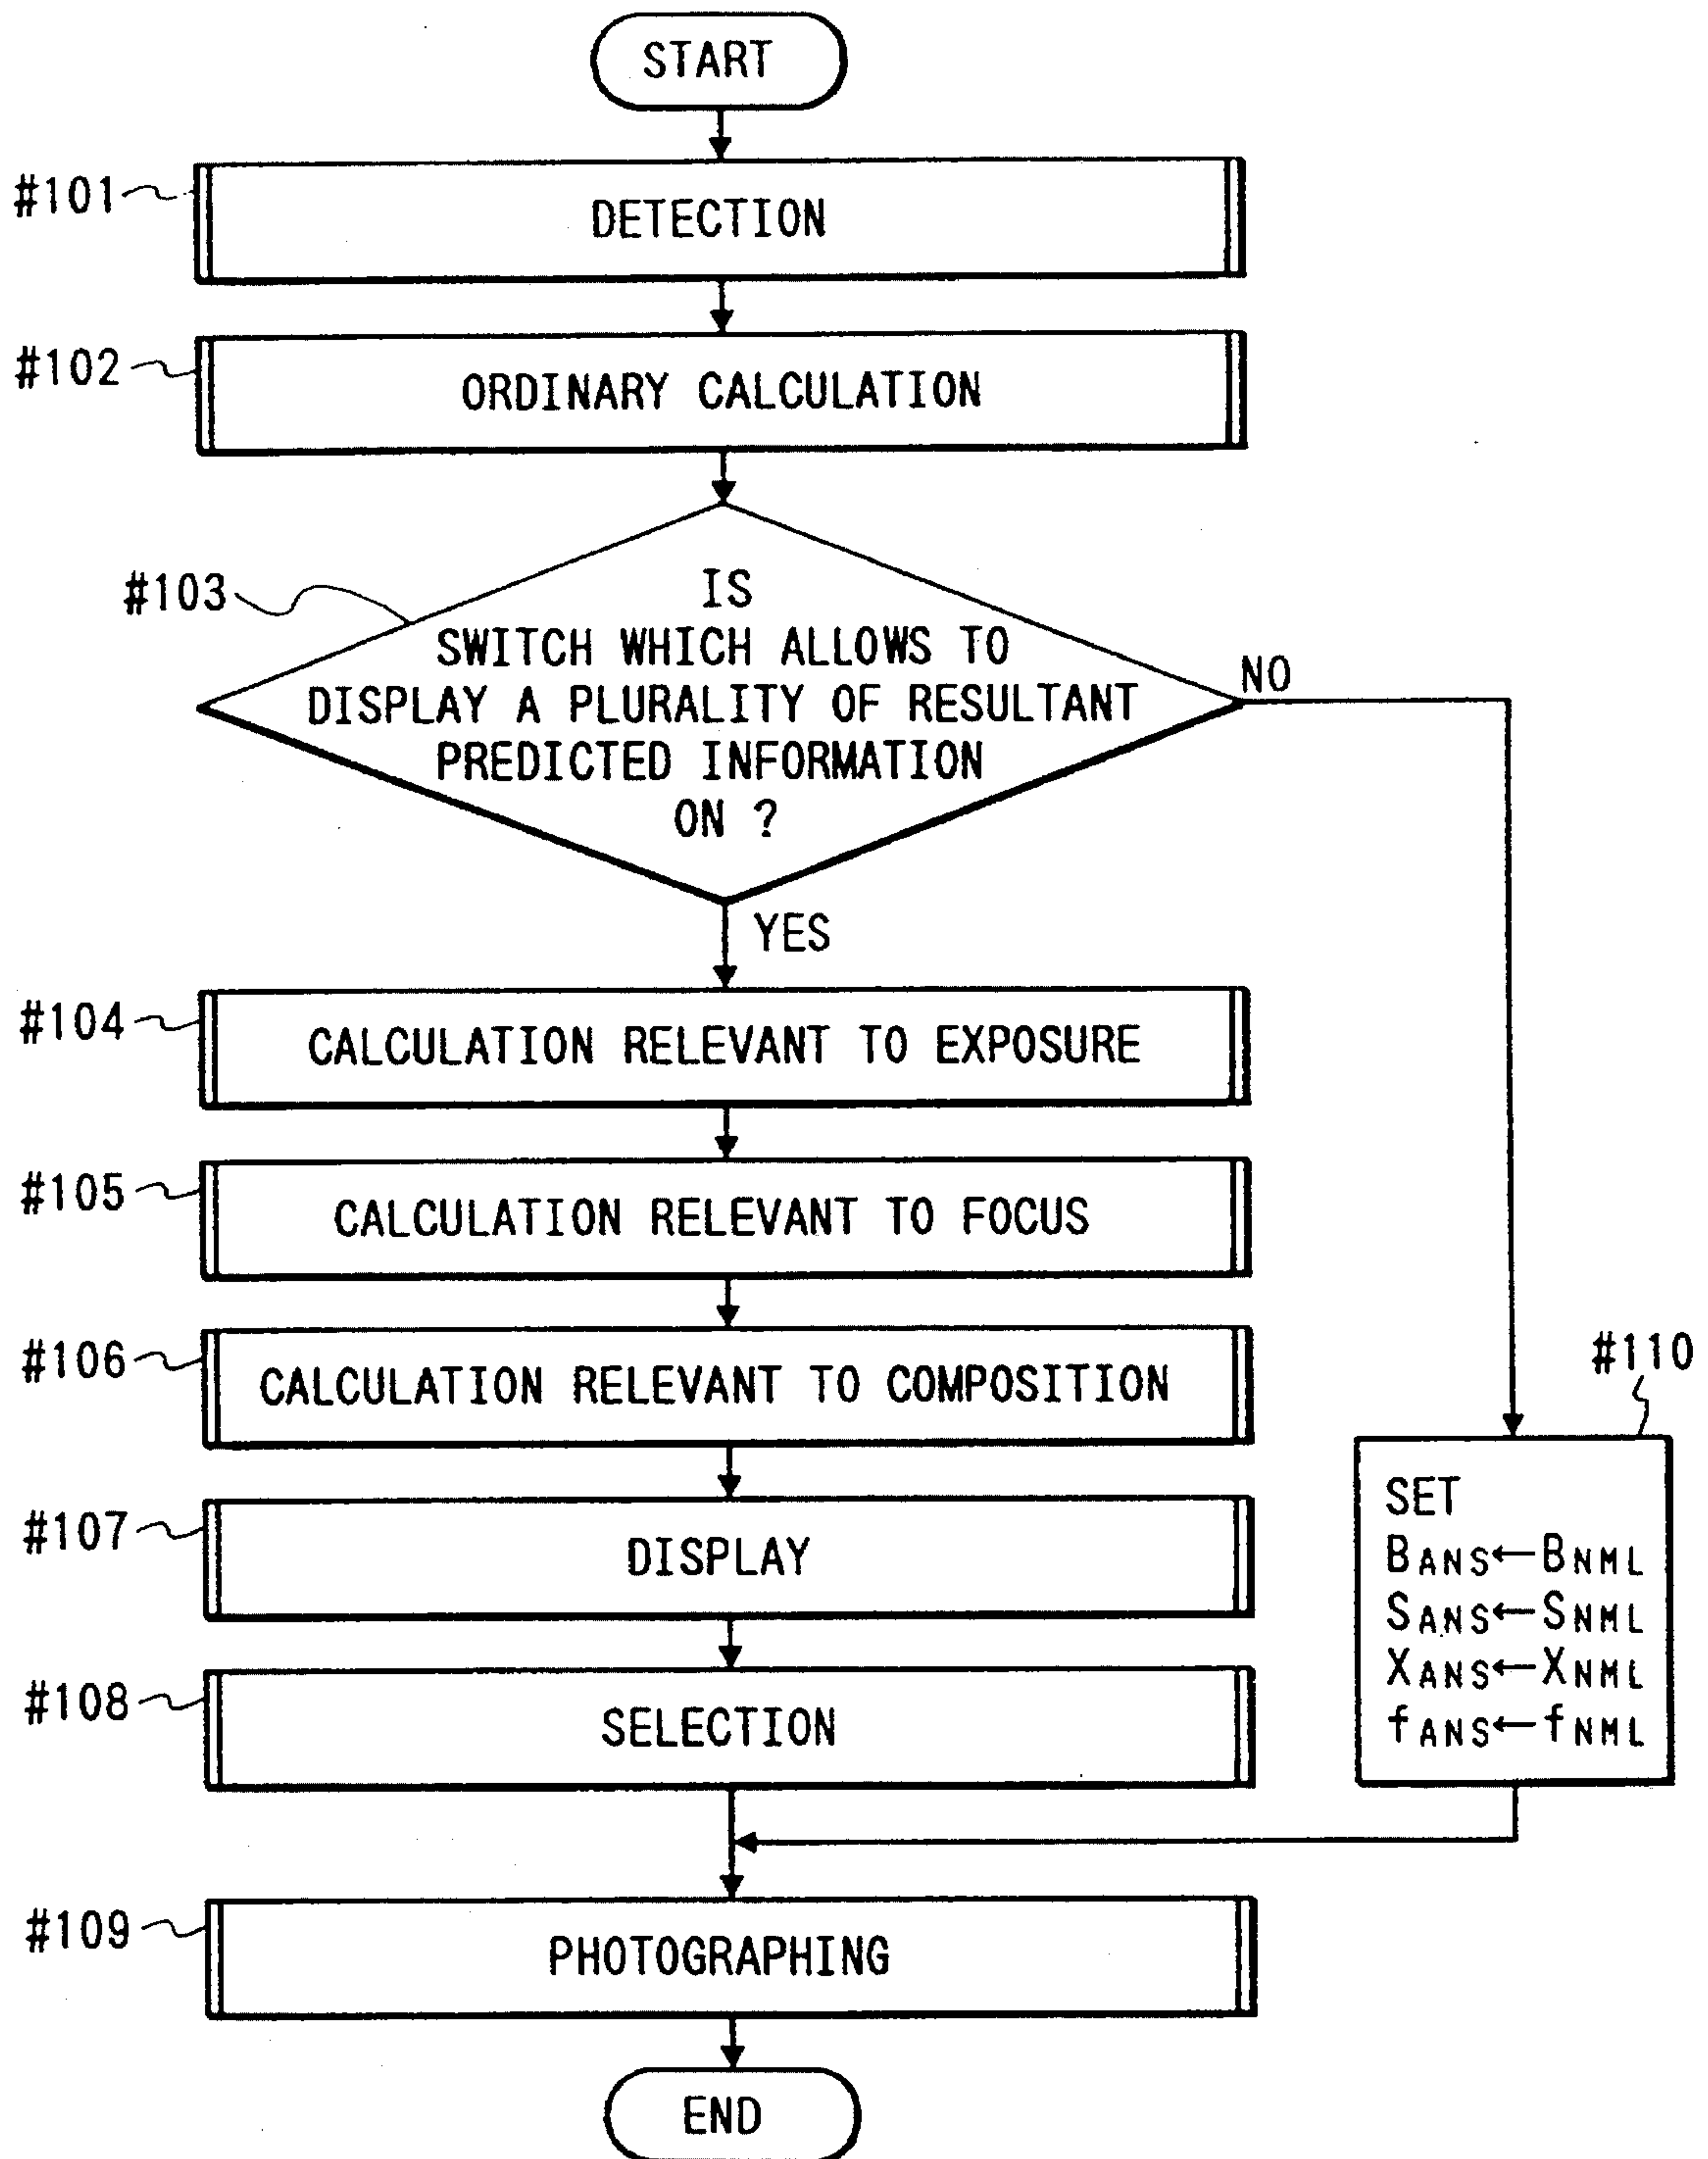 START
#101
DETECTION
#102
ORDINARY CALCULATION
#103
IS
SWITCH WHICH ALLOWS TO
DISPLAY A PLURALITY OF RESULTANT
PREDICTED INFORMATION
ON ?
NO
YES
#104
CALCULATION RELEVANT TO EXPOSURE
#105
CALCULATION RELEVANT TO FOCUS
#106
CALCULATION RELEVANT TO COMPOSITION
#110
SET
BANS←BNML
SANS←SNML
XANS←XNML
fANS←fNML
#107
DISPLAY
#108
SELECTION
#109
PHOTOGRAPHING
END